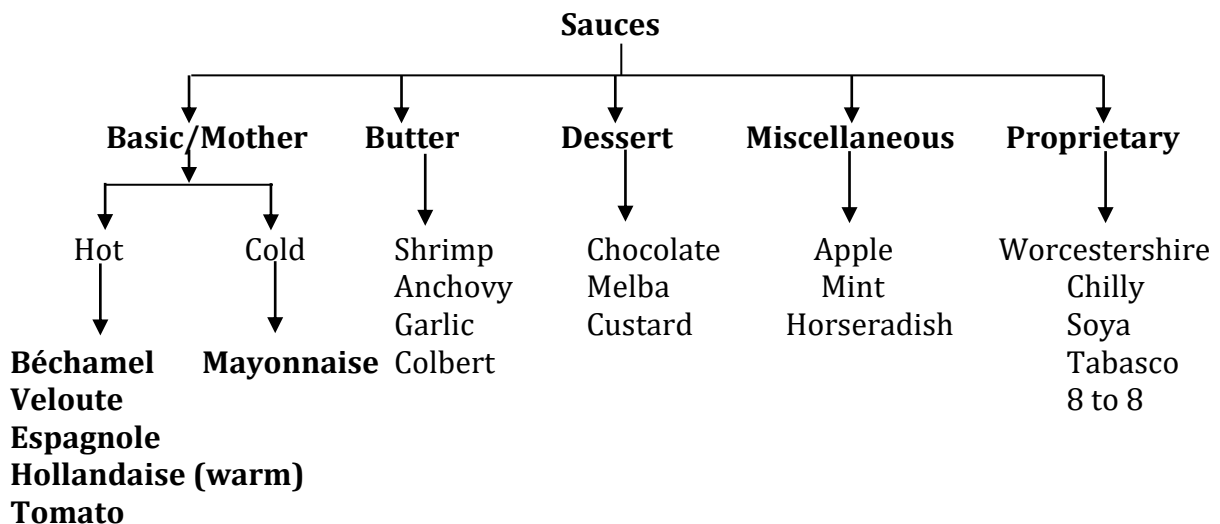 Sauces
Basic/Mother Butter Dessert Miscellaneous Proprietary
Hot Cold Shrimp Chocolate Apple Worcestershire
Anchovy Melba Mint Chilly
Garlic Custard Horseradish Soya
Béchamel Mayonnaise Colbert Tabasco
Veloute 8 to 8
Espagnole
Hollandaise (warm)
Tomato